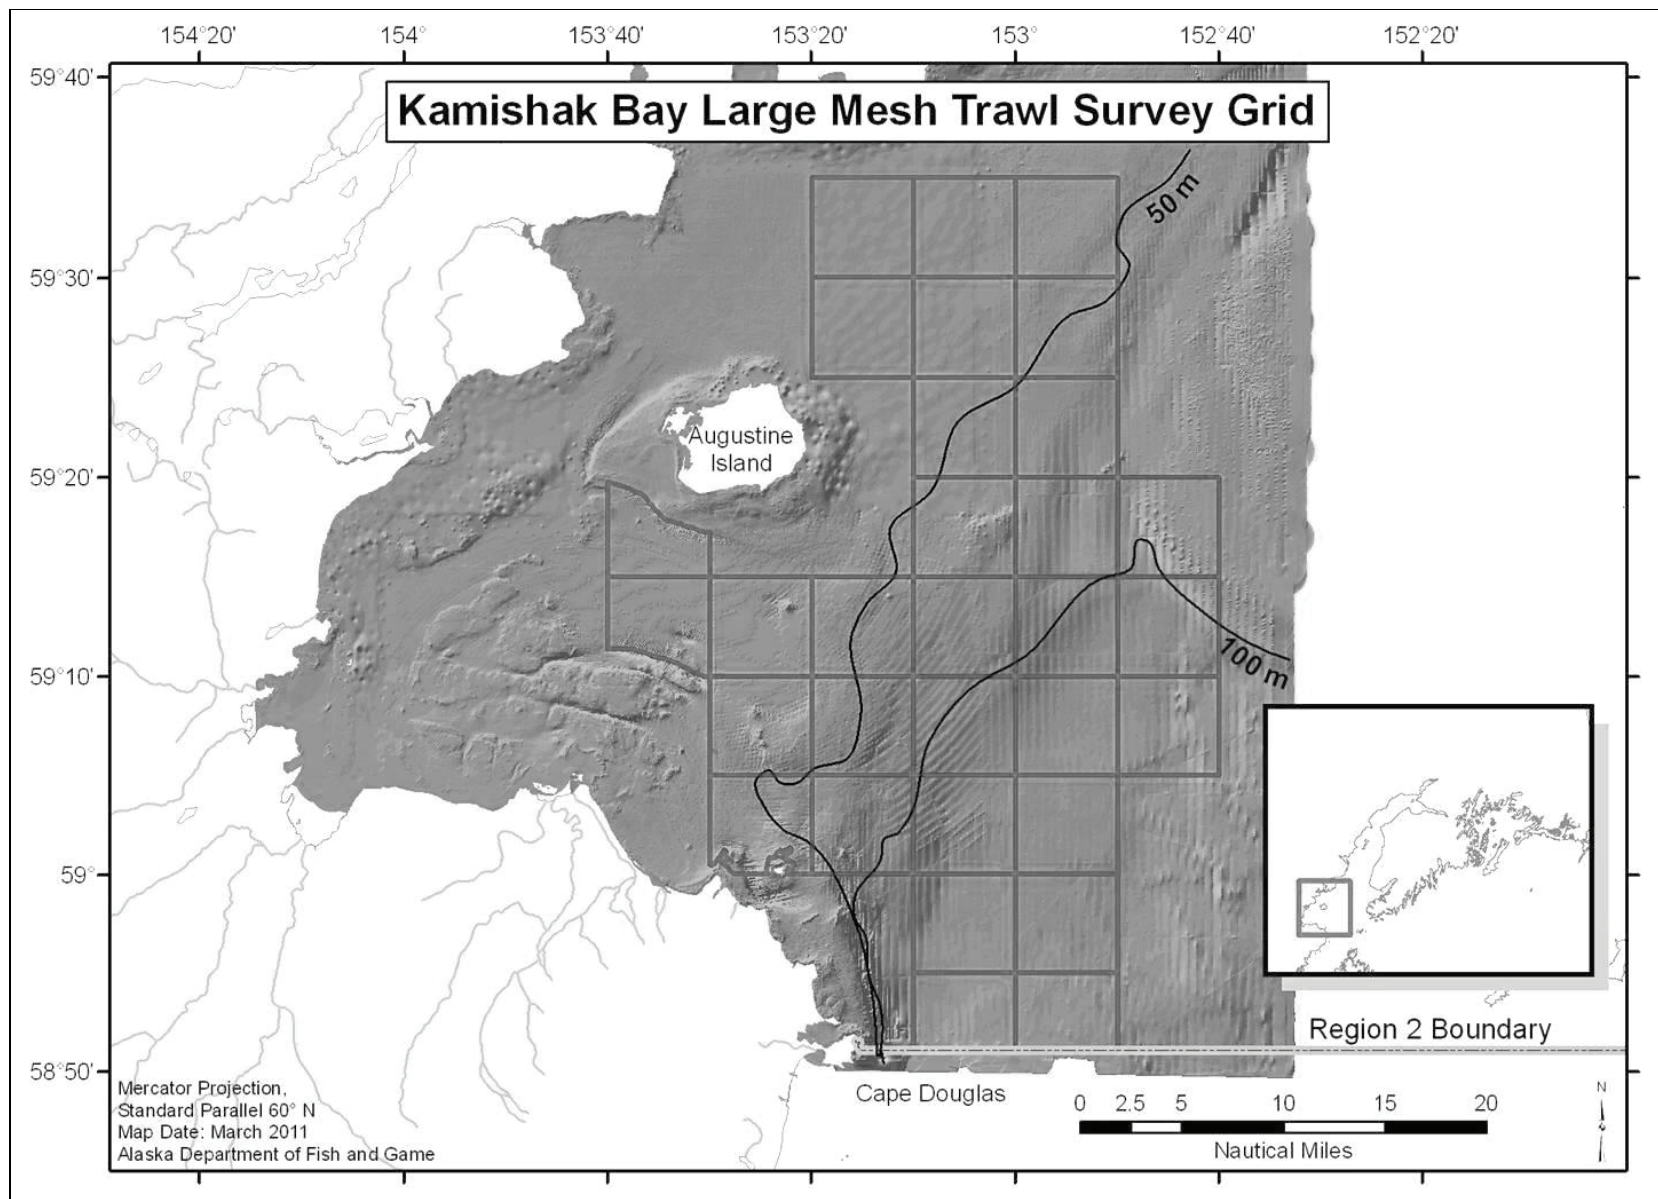 154°20' 154° 153°40' 153°20' 153° 152°40' 152°20'
59°40'
Kamishak Bay Large Mesh Trawl Survey Grid
50 m
59°30'
Augustine
Island
59°20'
59°10'
100 m
59°
Region 2 Boundary
58°50'
Cape Douglas
Mercator Projection,
Standard Parallel 60° N
Map Date: March 2011
Alaska Department of Fish and Game
0 2.5 5 10 15 20
Nautical Miles
N